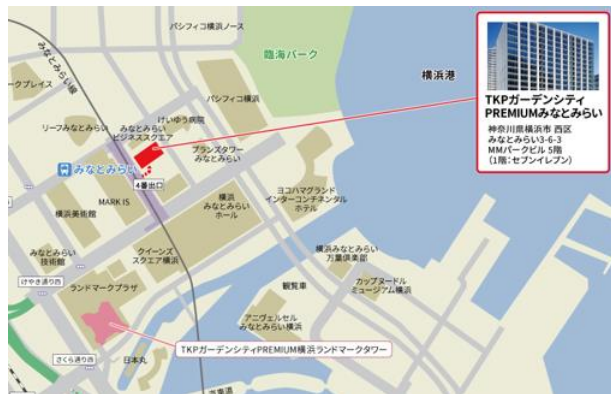 パシフィコ横浜ノース
みなとみらい線
臨海パーク
横浜港
ークプレイス
パシフィコ横浜
リーフみなとみらい
みなとみらい
ビジネススクエア
けいゆう病院
ブランズタワー
みなとみらい
みなとみらい
4番出口
MARK IS
横浜美術館
横浜
みなとみらい
ホール
ヨコハマグランド
インターコンチネンタル
ホテル
みなとみらい
技術館
クイーンズ
スクエア横浜
横浜みなとみらい
万葉倶楽部
けやき通り西
ランドマークプラザ
観覧車
カップヌードル
ミュージアム横浜
アニヴェルセル
みなとみらい横浜
TKPガーデンシティPREMIUM横浜ランドマークタワー
さくら通り西
日本丸
汽車道
TKPガーデンシティ
PREMIUMみなとみらい
神奈川県横浜市 西区
みなとみらい3-6-3
MMパークビル 5階
(1階:セブンイレブン)